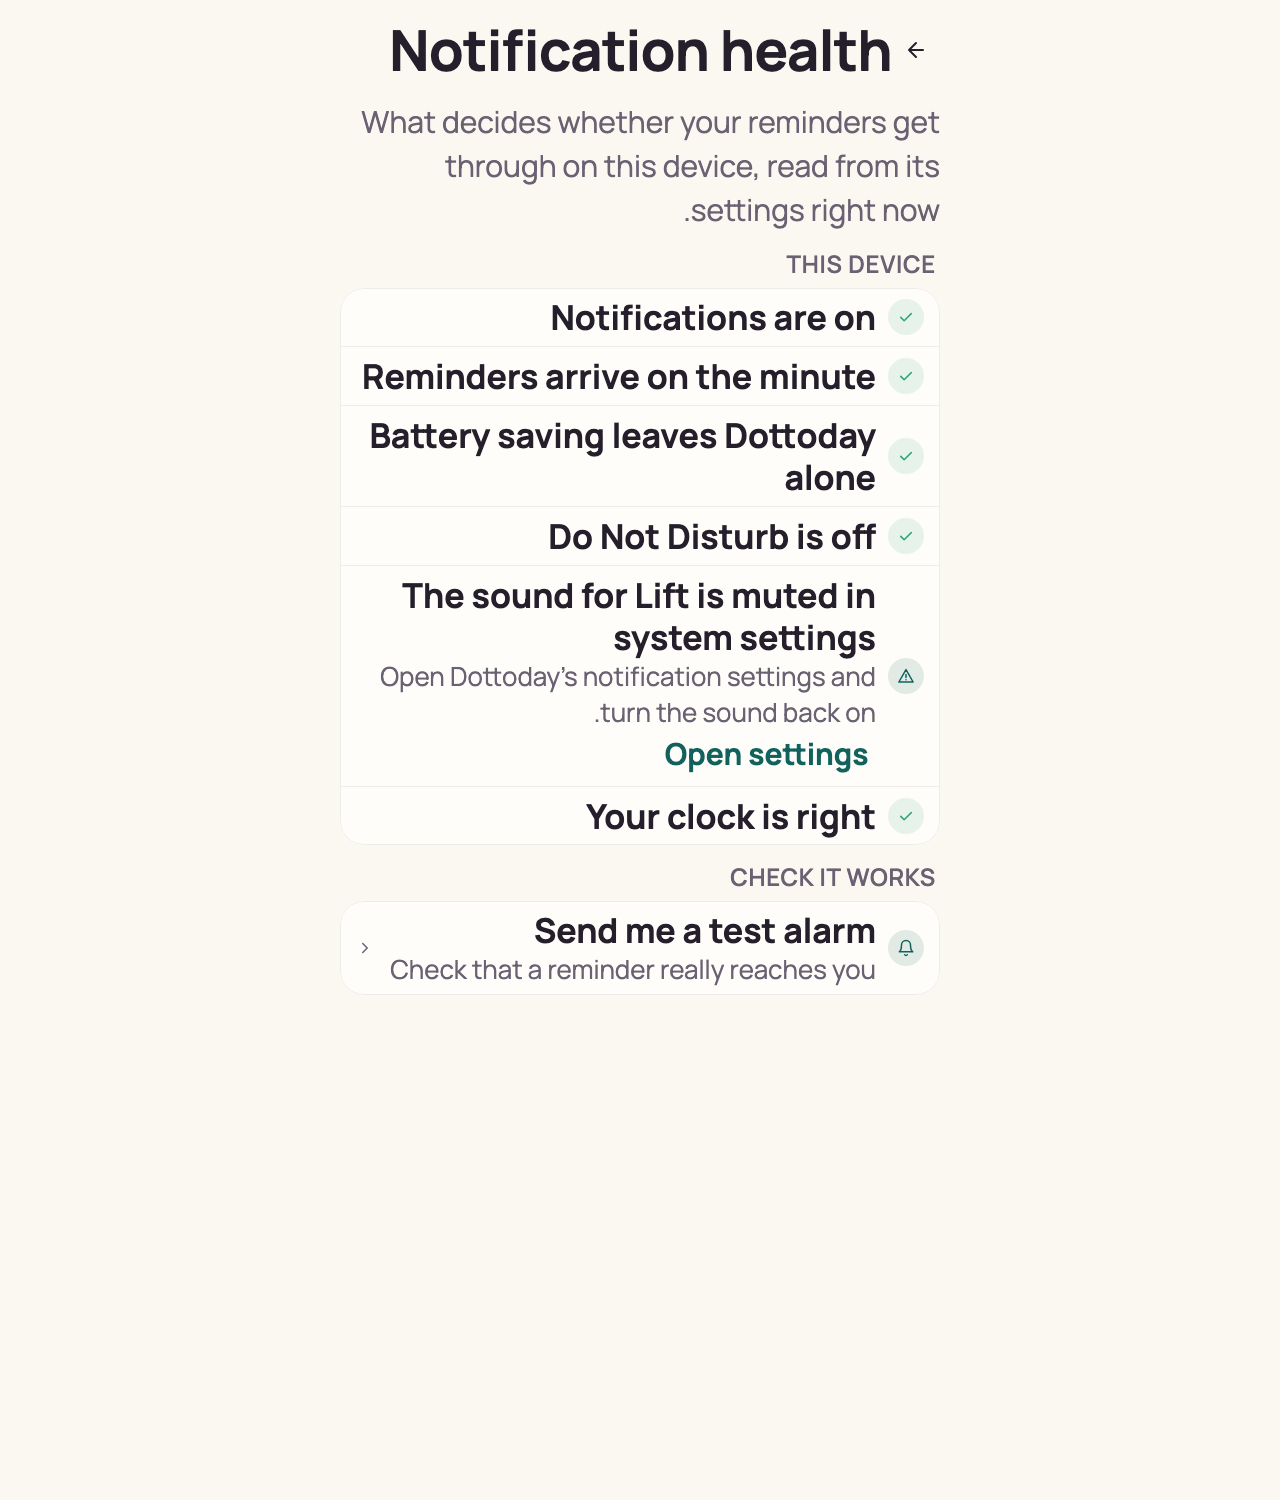 Notification health
What decides whether your reminders get
through on this device, read from its
settings right now.
THIS DEVICE
Notifications are on
Reminders arrive on the minute
Battery saving leaves Dottoday
alone
Do Not Disturb is off
The sound for Lift is muted in
system settings
Open Dottoday’s notification settings and
turn the sound back on.
Open settings
Your clock is right
CHECK IT WORKS
Send me a test alarm
Check that a reminder really reaches you